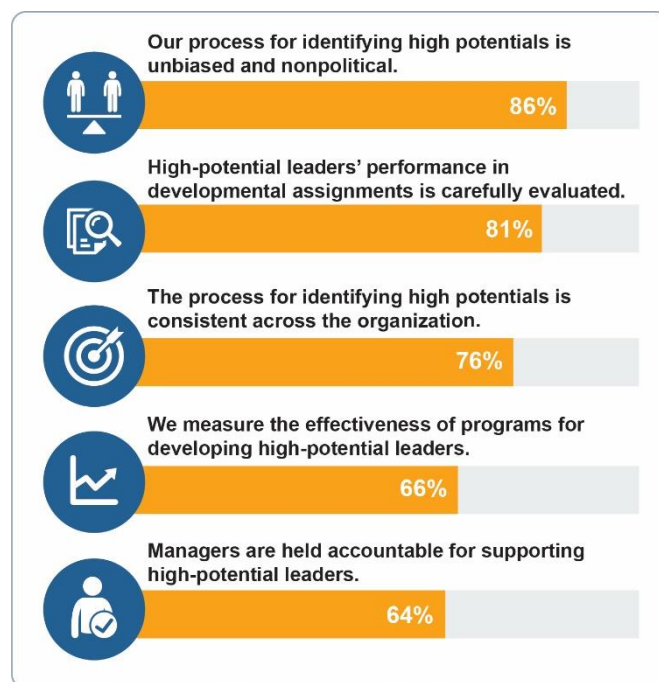 Our process for identifying high potentials is
unbiased and nonpolitical.
86%
High-potential leaders’ performance in
developmental assignments is carefully evaluated.
81%
The process for identifying high potentials is
consistent across the organization.
76%
We measure the effectiveness of programs for
developing high-potential leaders.
66%
Managers are held accountable for supporting
high-potential leaders.
64%